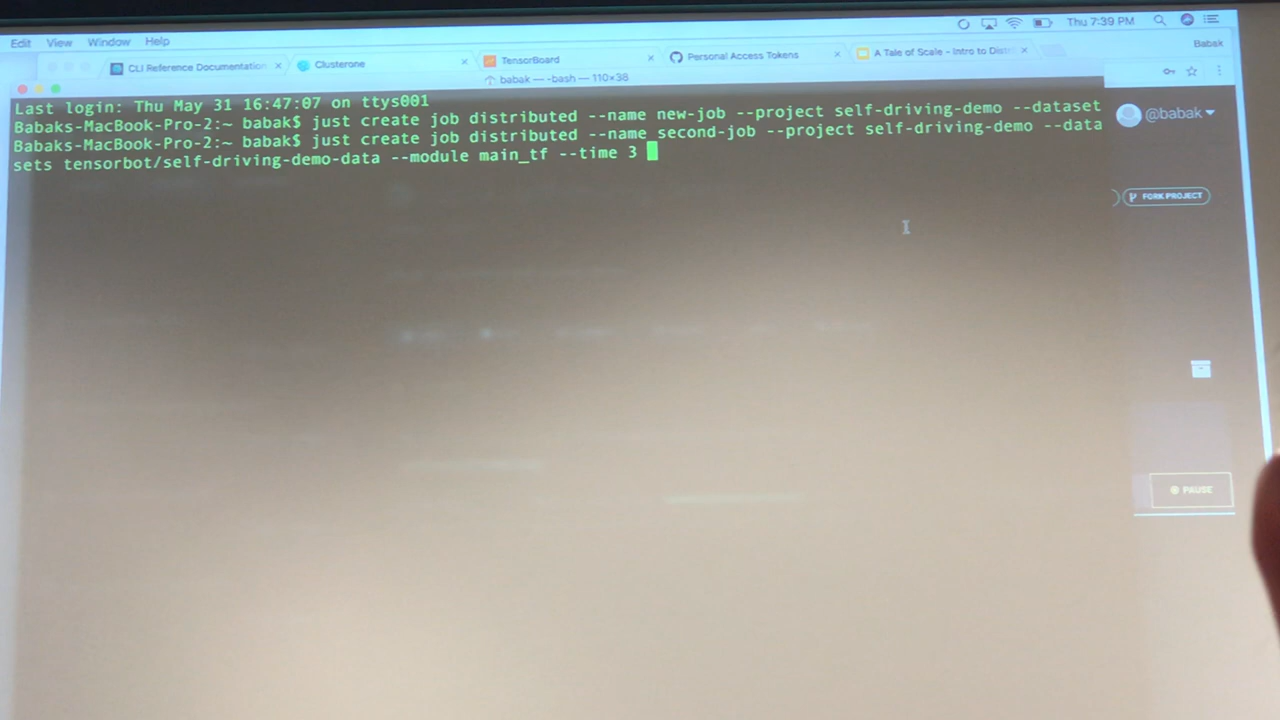 Edit View Window Help
Thu 7:39 PM
CLI Reference Documentation
Clusterone
TensorBoard
Personal Access Tokens
A Tale of Scale - Intro to Distri
Babak
babak — -bash — 110×38
Last login: Thu May 31 16:47:07 on ttys001
Babaks-MacBook-Pro-2:~ babak$ just create job distributed --name new-job --project self-driving-demo --dataset
Babaks-MacBook-Pro-2:~ babak$ just create job distributed --name second-job --project self-driving-demo --data
sets tensorbot/self-driving-demo-data --module main_tf --time 3
@babak
FORK PROJECT
PAUSE